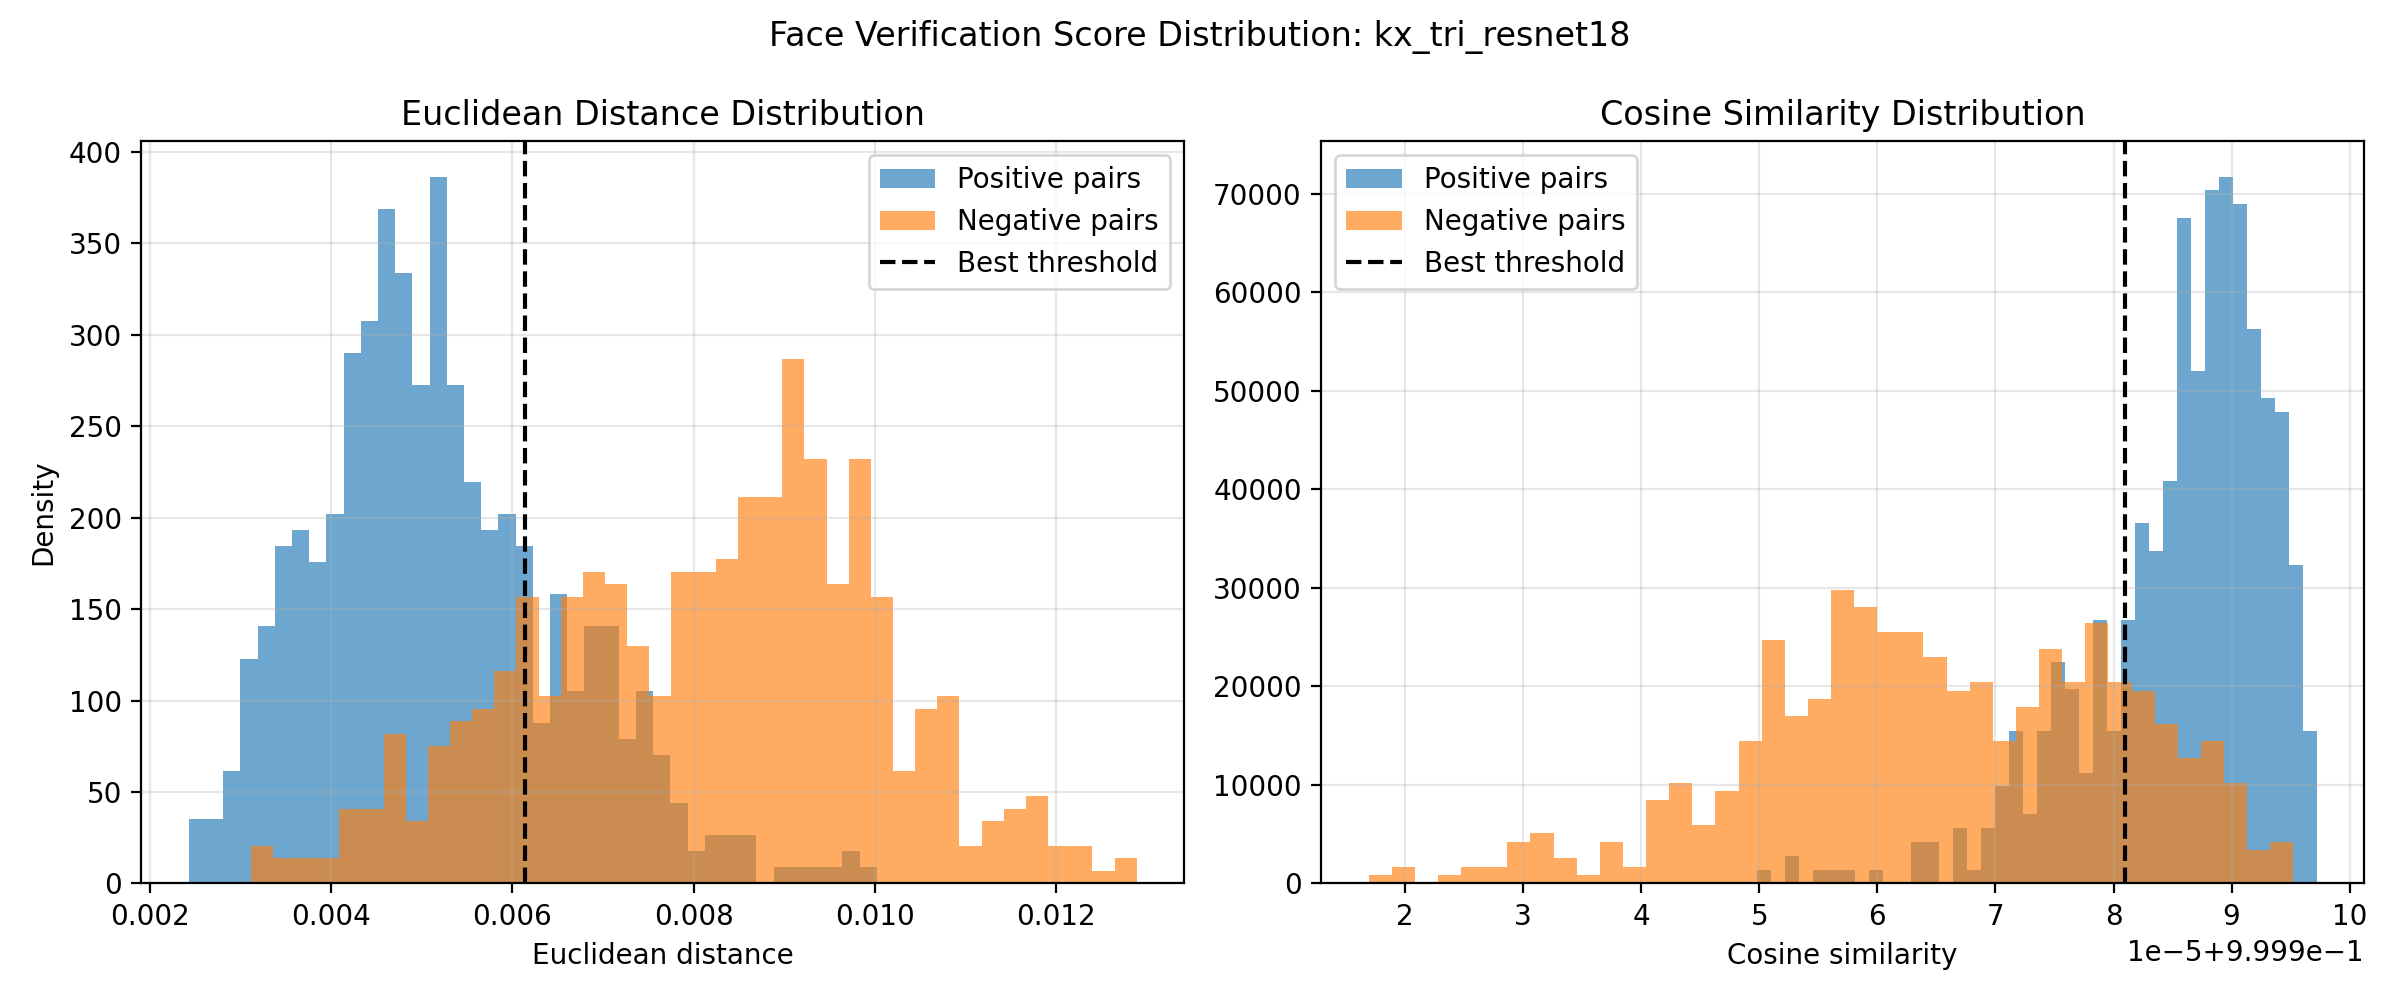 Face Verification Score Distribution: kx_tri_resnet18
Euclidean Distance Distribution
400
350
300
250
200
150
100
50
0
Density
Positive pairs
Negative pairs
Best threshold
0.002 0.004 0.006 0.008 0.010 0.012
Euclidean distance
Cosine Similarity Distribution
70000
60000
50000
40000
30000
20000
10000
0
Positive pairs
Negative pairs
Best threshold
2 3 4 5 6 7 8 9 10
1e−5+9.999e−1
Cosine similarity